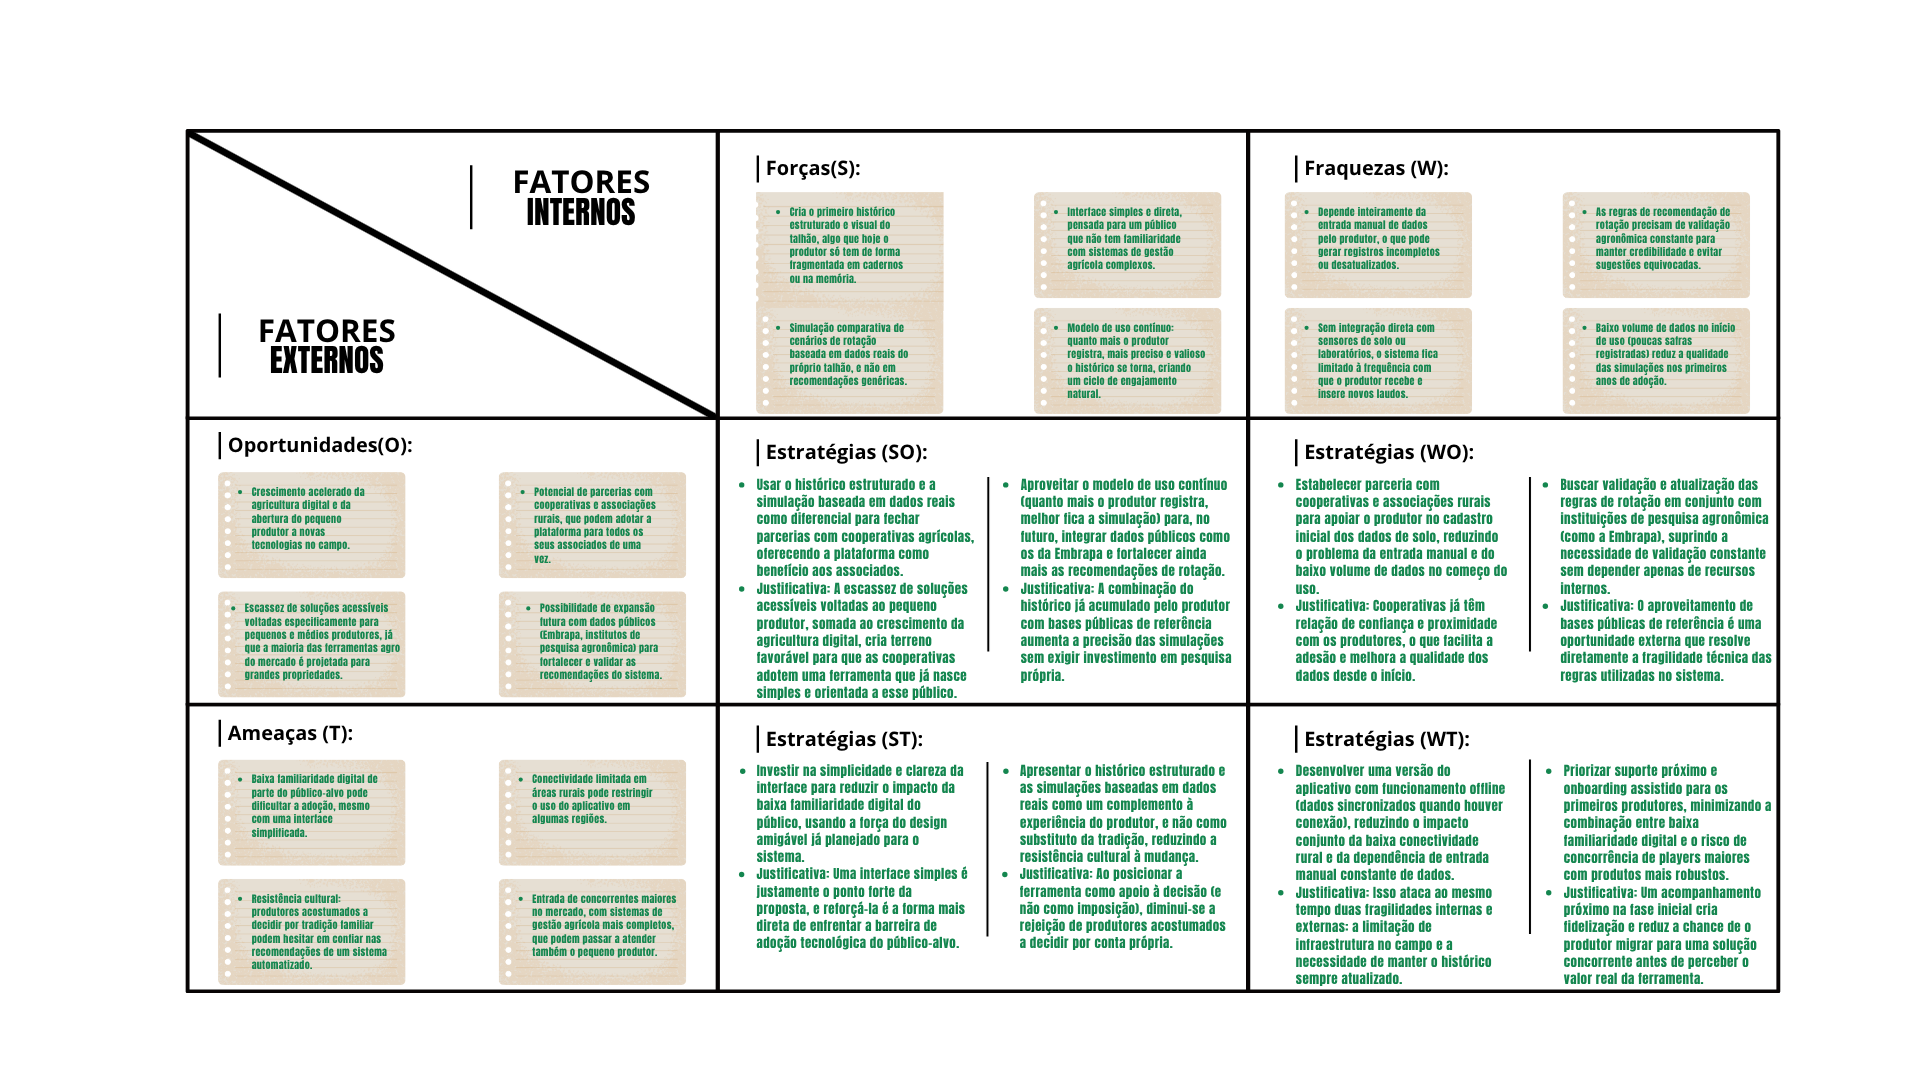 FATORES
INTERNOS
FATORES
EXTERNOS
Forças(S):
• Cria o primeiro histórico
estruturado e visual do
talhão, algo que hoje o
produtor só tem de forma
fragmentada em cadernos
ou na memória.
• Interface simples e direta,
pensada para um público
que não tem familiaridade
com sistemas de gestão
agrícola complexos.
• Simulação comparativa de
cenários de rotação
baseada em dados reais do
próprio talhão, e não em
recomendações genéricas.
• Modelo de uso contínuo:
quanto mais o produtor
registra, mais preciso e valioso
o histórico se torna, criando
um ciclo de engajamento
natural.
Fraquezas (W):
• Depende inteiramente da
entrada manual de dados
pelo produtor, o que pode
gerar registros incompletos
ou desatualizados.
• As regras de recomendação de
rotação precisam de validação
agronômica constante para
manter credibilidade e evitar
sugestões equivocadas.
• Sem integração direta com
sensores de solo ou
laboratórios, o sistema fica
limitado à frequência com
que o produtor recebe e
insere novos laudos.
• Baixo volume de dados no início
de uso (poucas safras
registradas) reduz a qualidade
das simulações nos primeiros
anos de adoção.
Oportunidades(O):
• Crescimento acelerado da
agricultura digital e da
abertura do pequeno
produtor a novas
tecnologias no campo.
• Potencial de parcerias com
cooperativas e associações
rurais, que podem adotar a
plataforma para todos os
seus associados de uma
vez.
• Escassez de soluções acessíveis
voltadas especificamente para
pequenos e médios produtores, já
que a maioria das ferramentas agro
do mercado é projetada para
grandes propriedades.
• Possibilidade de expansão
futura com dados públicos
(Embrapa, institutos de
pesquisa agronômica) para
fortalecer e validar as
recomendações do sistema.
Estratégias (SO):
• Usar o histórico estruturado e a
simulação baseada em dados reais
como diferencial para fechar
parcerias com cooperativas agrícolas,
oferecendo a plataforma como
benefício aos associados.
• Justificativa: A escassez de soluções
acessíveis voltadas ao pequeno
produtor, somada ao crescimento da
agricultura digital, cria terreno
favorável para que as cooperativas
adotem uma ferramenta que já nasce
simples e orientada a esse público.
• Aproveitar o modelo de uso contínuo
(quanto mais o produtor registra,
melhor fica a simulação) para, no
futuro, integrar dados públicos como
os da Embrapa e fortalecer ainda
mais as recomendações de rotação.
• Justificativa: A combinação do
histórico já acumulado pelo produtor
com bases públicas de referência
aumenta a precisão das simulações
sem exigir investimento em pesquisa
própria.
Estratégias (WO):
• Estabelecer parceria com
cooperativas e associações rurais
para apoiar o produtor no cadastro
inicial dos dados de solo, reduzindo
o problema da entrada manual e do
baixo volume de dados no começo do
uso.
• Justificativa: Cooperativas já têm
relação de confiança e proximidade
com os produtores, o que facilita a
adesão e melhora a qualidade dos
dados desde o início.
• Buscar validação e atualização das
regras de rotação em conjunto com
instituições de pesquisa agronômica
(como a Embrapa), suprindo a
necessidade de validação constante
sem depender apenas de recursos
internos.
• Justificativa: O aproveitamento de
bases públicas de referência é uma
oportunidade externa que resolve
diretamente a fragilidade técnica das
regras utilizadas no sistema.
Ameaças (T):
• Baixa familiaridade digital de
parte do público-alvo pode
dificultar a adoção, mesmo
com uma interface
simplificada.
• Conectividade limitada em
áreas rurais pode restringir
o uso do aplicativo em
algumas regiões.
• Resistência cultural:
produtores acostumados a
decidir por tradição familiar
podem hesitar em confiar nas
recomendações de um sistema
automatizado.
• Entrada de concorrentes maiores
no mercado, com sistemas de
gestão agrícola mais completos,
que podem passar a atender
também o pequeno produtor.
Estratégias (ST):
• Investir na simplicidade e clareza da
interface para reduzir o impacto da
baixa familiaridade digital do
público, usando a força do design
amigável já planejado para o
sistema.
• Justificativa: Uma interface simples é
justamente o ponto forte da
proposta, e reforçá-la é a forma mais
direta de enfrentar a barreira de
adoção tecnológica do público-alvo.
• Apresentar o histórico estruturado e
as simulações baseadas em dados
reais como um complemento à
experiência do produtor, e não como
substituto da tradição, reduzindo a
resistência cultural à mudança.
• Justificativa: Ao posicionar a
ferramenta como apoio à decisão (e
não como imposição), diminui-se a
rejeição de produtores acostumados
a decidir por conta própria.
Estratégias (WT):
• Desenvolver uma versão do
aplicativo com funcionamento offline
(dados sincronizados quando houver
conexão), reduzindo o impacto
conjunto da baixa conectividade
rural e da dependência de entrada
manual constante de dados.
• Justificativa: Isso ataca ao mesmo
tempo duas fragilidades internas e
externas: a limitação de
infraestrutura no campo e a
necessidade de manter o histórico
sempre atualizado.
• Priorizar suporte próximo e
onboarding assistido para os
primeiros produtores, minimizando a
combinação entre baixa
familiaridade digital e o risco de
concorrência de players maiores
com produtos mais robustos.
• Justificativa: Um acompanhamento
próximo na fase inicial cria
fidelização e reduz a chance de o
produtor migrar para uma solução
concorrente antes de perceber o
valor real da ferramenta.